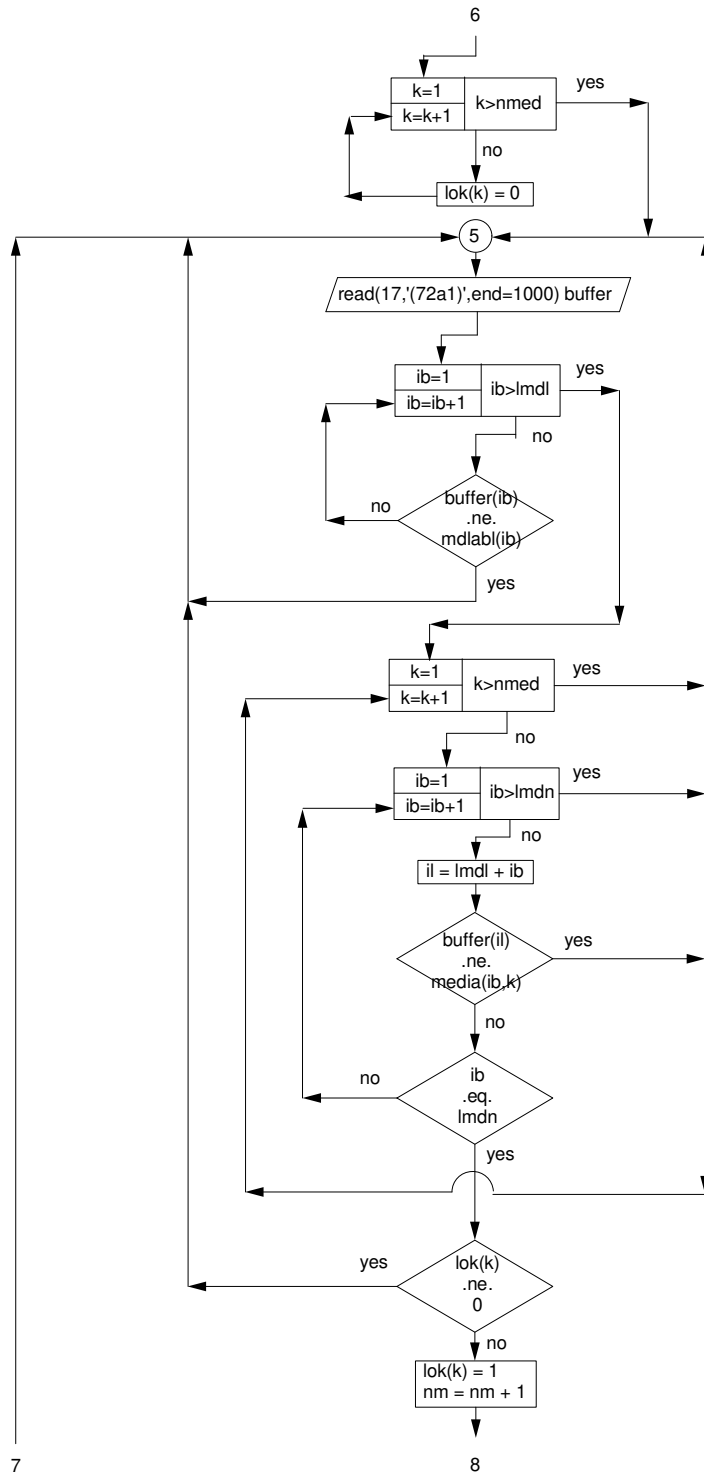 6
k=1
k=k+1
k>nmed
yes
no
lok(k) = 0
5
read(17,'(72a1)',end=1000) buffer
ib=1
ib=ib+1
ib>lmdl
yes
no
buffer(ib)
.ne.
mdlabl(ib)
no
yes
k=1
k=k+1
k>nmed
yes
no
ib=1
ib=ib+1
ib>lmdn
yes
no
il = lmdl + ib
buffer(il)
.ne.
media(ib,k)
yes
no
ib
.eq.
lmdn
no
yes
lok(k)
.ne.
0
yes
no
lok(k) = 1
nm = nm + 1
7
8